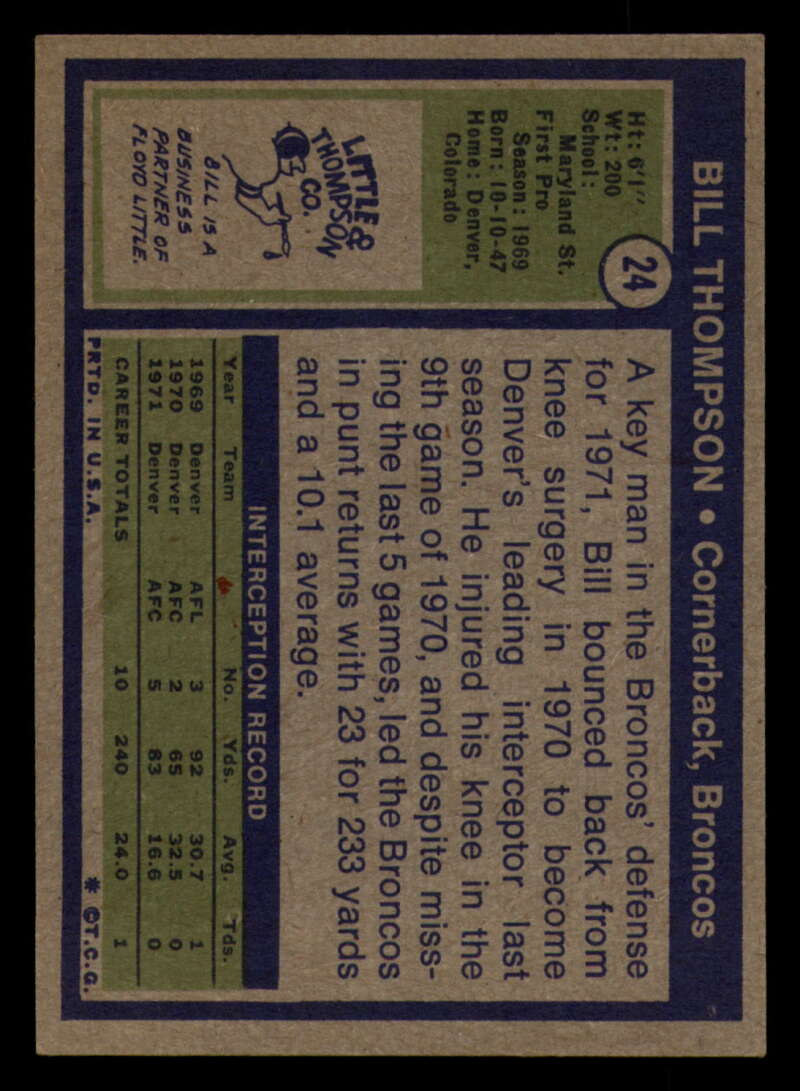 BILL THOMPSON • Cornerback, Broncos
24
Ht: 6'1"
Wt: 200
School:
Maryland St.
First Pro
Season: 1969
Born: 10-10-47
Home: Denver,
Colorado
LITTLE &
THOMPSON
CO.
BILL IS A
BUSINESS
PARTNER OF
FLOYD LITTLE.
A key man in the Broncos' defense
for 1971, Bill bounced back from
knee surgery in 1970 to become
Denver's leading interceptor last
season. He injured his knee in the
9th game of 1970, and despite miss-
ing the last 5 games, led the Broncos
in punt returns with 23 for 233 yards
and a 10.1 average.
INTERCEPTION RECORD
Year Team No. Yds. Avg. Tds.
1969 Denver AFL 3 92 30.7 1
1970 Denver AFC 2 65 32.5 0
1971 Denver AFC 5 83 16.6 0
CAREER TOTALS 10 240 24.0 1
PRTD. IN U.S.A. * ©T.C.G.